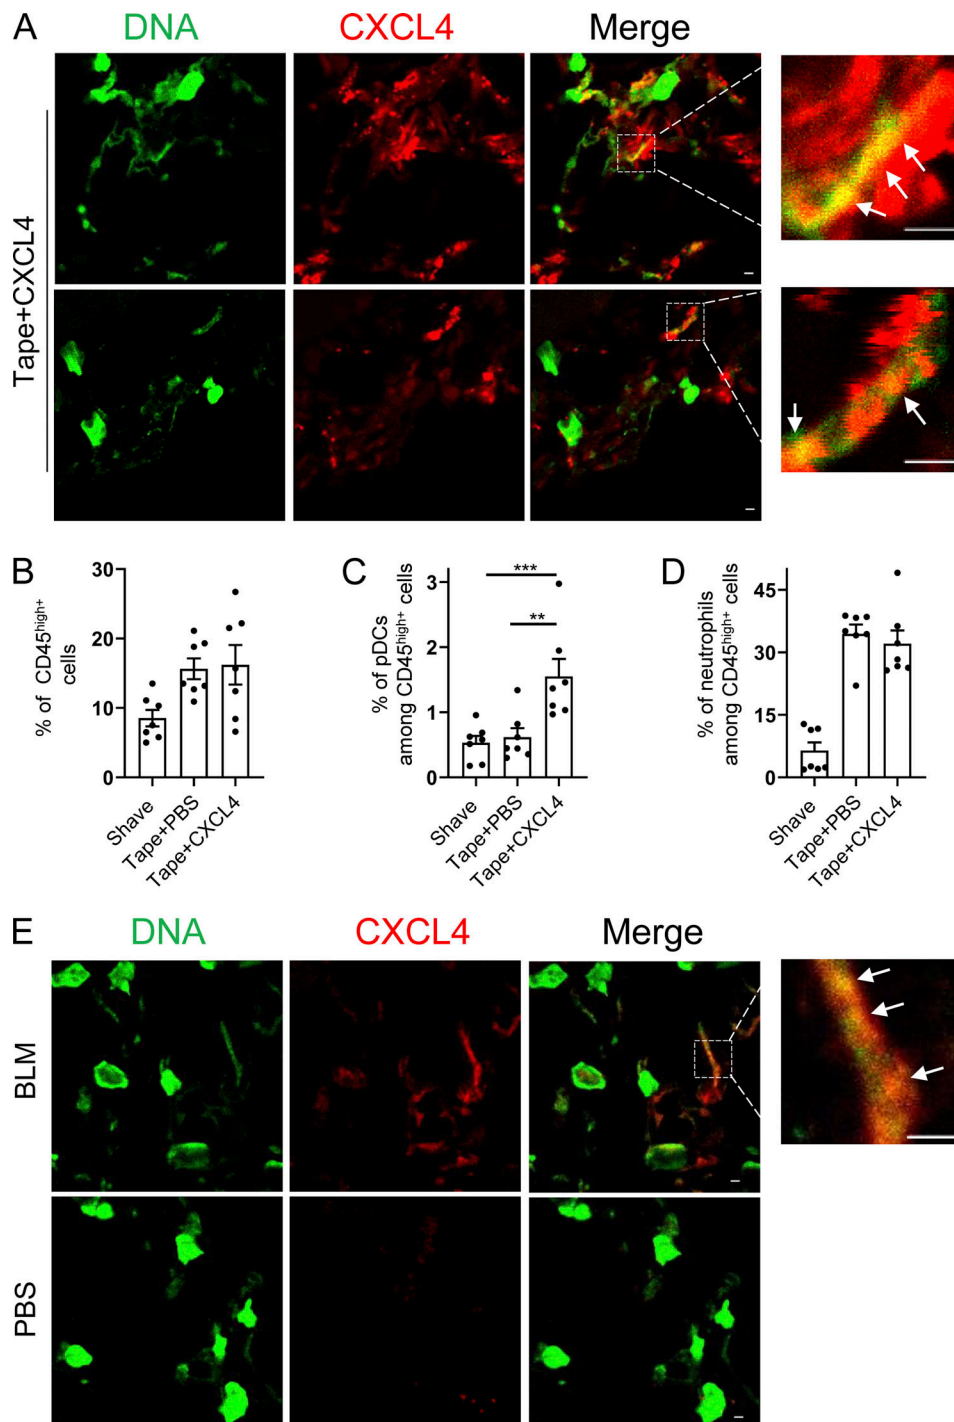 A
DNA
CXCL4
Merge
Tape+CXCL4
B
% of CD45high+
cells
30
20
10
0
Shave
Tape+PBS
Tape+CXCL4
C
% of pDCs
among CD45high+ cells
3
2
1
0
***
**
Shave
Tape+PBS
Tape+CXCL4
D
% of neutrophils
among CD45high+ cells
45
30
15
0
Shave
Tape+PBS
Tape+CXCL4
E
DNA
CXCL4
Merge
BLM
PBS